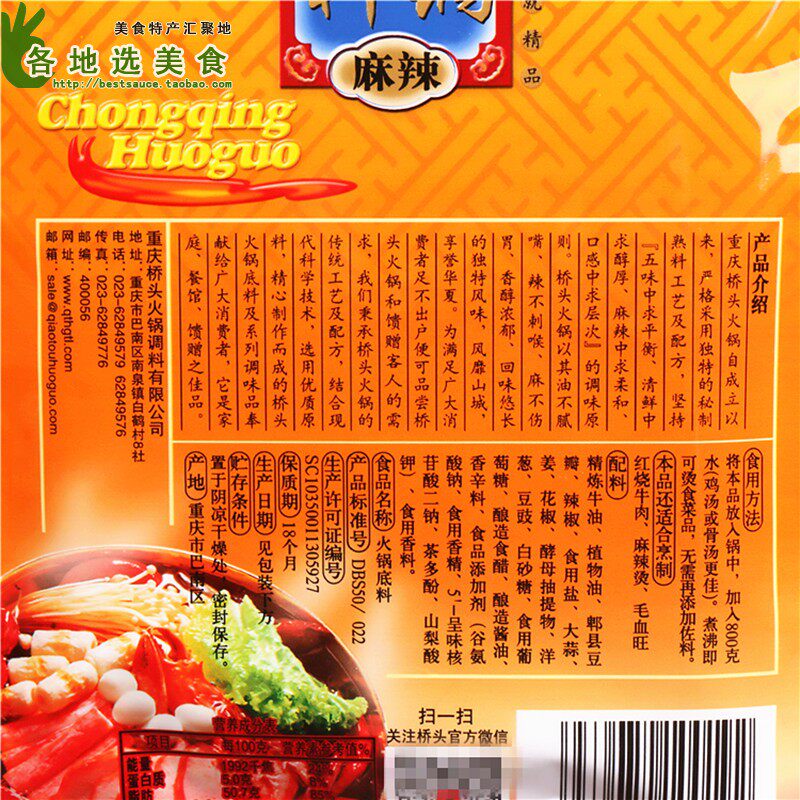 美食特产汇聚地
各地选美食
http://bestsauce.taobao.com
麻辣
就精品
Chongqing
Huoguo
产品介绍
重庆桥头火锅自成立以
来，严格采用独特的秘制
熟料工艺及配方，坚持
『五味中求平衡、清鲜中
求醇厚、麻辣中求柔和、
口感中求层次』的调味原
则。桥头火锅以其油不腻
嘴、辣不刺喉、麻不伤
胃、香醇浓郁、回味悠长
的独特风味，风靡山城，
享誉华夏。为满足广大消
费者足不出户便可品尝桥
头火锅和馈赠客人的需
求，我们秉承桥头火锅的
传统工艺及配方，结合现
代科学技术，选用优质原
料，精心制作而成的桥头
火锅底料及系列调味品奉
献给广大消费者，它是家
庭、餐馆、馈赠之佳品。
重庆桥头火锅调料有限公司
地址：重庆市巴南区南泉镇白鹤村8社
电话：023-62849579 62849576
传真：023-62849776
邮编：400056
网址：www.qthgtl.com
邮箱：sale@qiaotouhuoguo.com
食用方法
将本品放入锅中，加入800克
水（鸡汤或骨汤更佳）。煮沸即
可烫食菜品，无需再添加佐料。
本品还适合烹制
红烧牛肉、麻辣烫、毛血旺
配料
精炼牛油、植物油、郫县豆
瓣、辣椒、食用盐、大蒜、
姜、花椒、酵母抽提物、洋
葱、豆豉、白砂糖、食用葡
萄糖、酿造食醋、酿造酱油、
香辛料、食品添加剂（谷氨
酸钠、食用香精、5'-呈味核
苷酸二钠、茶多酚、山梨酸
钾）、食用香料。
食品名称 火锅底料
产品标准号 DBS50/ 022
生产许可证编号
SC10350011305927
保质期 18个月
生产日期 见包装下方
贮存条件
置于阴凉干燥处，密封保存。
产地 重庆市巴南区
扫一扫
关注桥头官方微信
营养成分表
项目 每100克 营养素参考值%
能量 1992千焦
蛋白质 5.0克 8%
脂肪 50.7克 85%